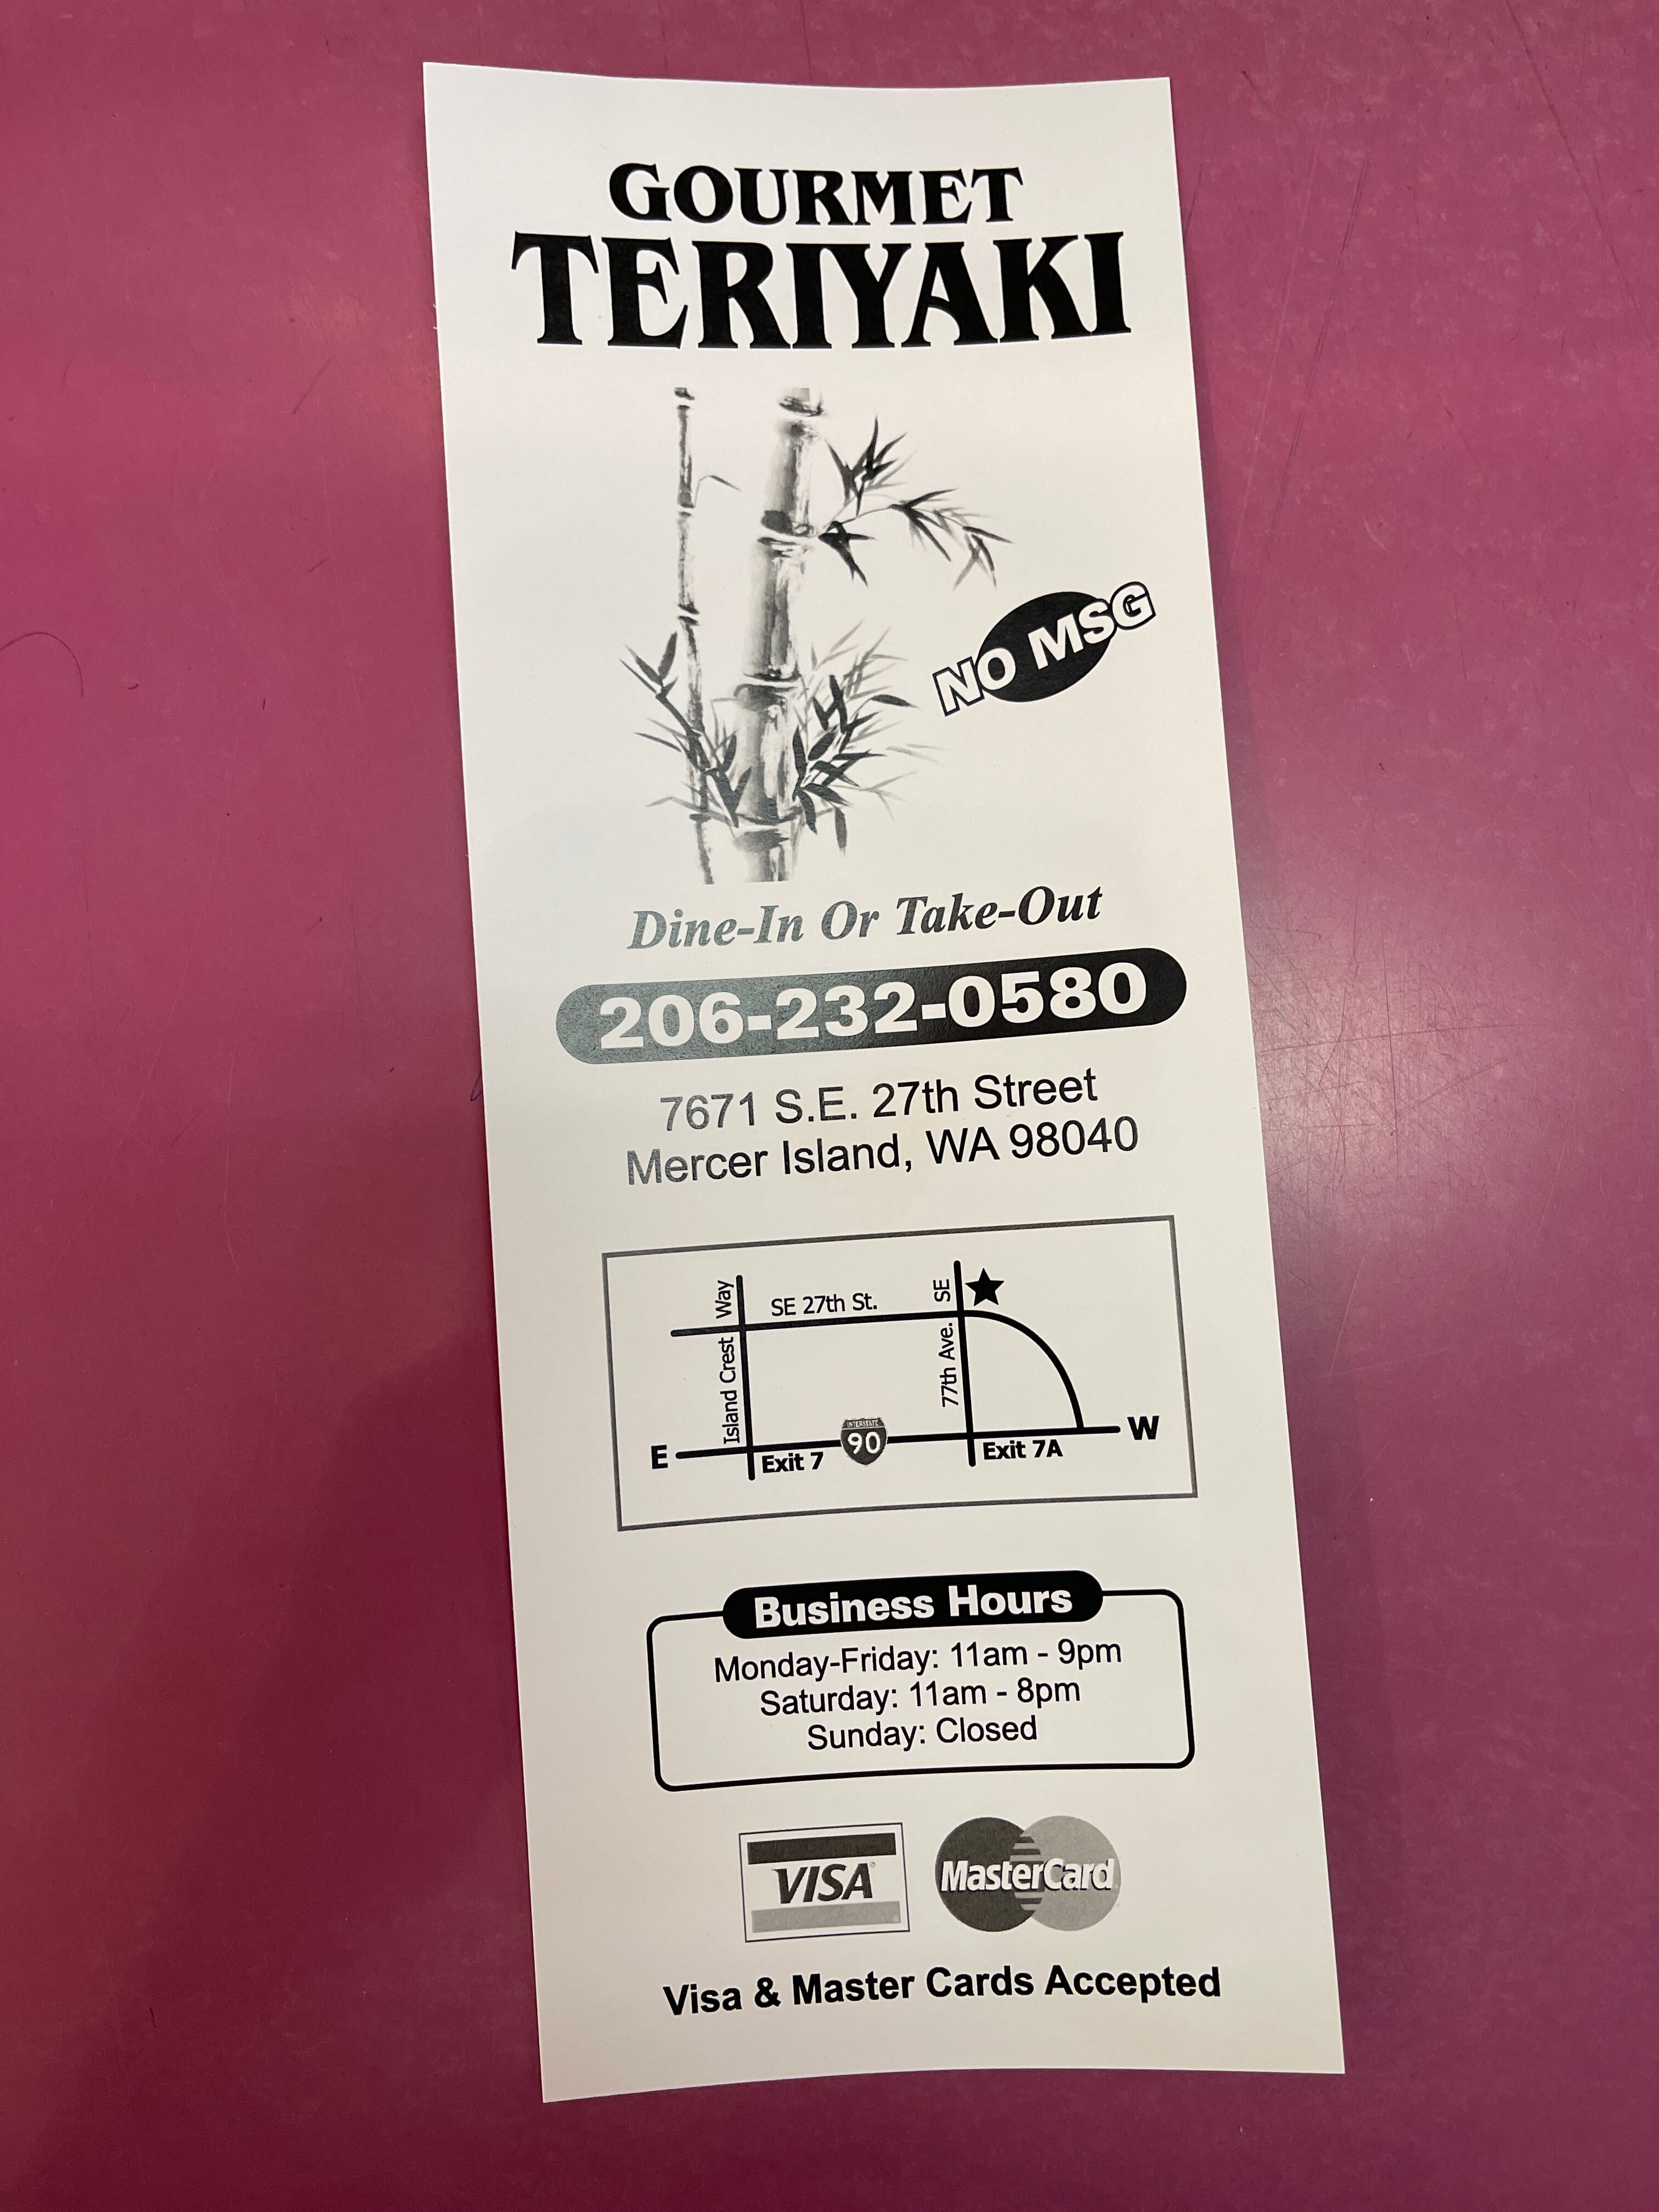 GOURMET
TERIYAKI
NO MSG
Dine-In Or Take-Out
206-232-0580
7671 S.E. 27th Street
Mercer Island, WA 98040
Island Crest Way
SE 27th St.
77th Ave. SE
E
Exit 7
INTERSTATE
90
Exit 7A
W
Business Hours
Monday-Friday: 11am - 9pm
Saturday: 11am - 8pm
Sunday: Closed
VISA
MasterCard
Visa & Master Cards Accepted